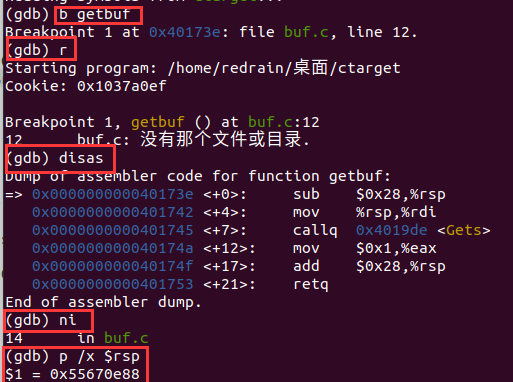 (gdb) b getbuf
Breakpoint 1 at 0x40173e: file buf.c, line 12.
(gdb) r
Starting program: /home/redrain/桌面/ctarget
Cookie: 0x1037a0ef
Breakpoint 1, getbuf () at buf.c:12
12 buf.c: 没有那个文件或目录.
(gdb) disas
Dump of assembler code for function getbuf:
=> 0x000000000040173e <+0>: sub $0x28,%rsp
0x0000000000401742 <+4>: mov %rsp,%rdi
0x0000000000401745 <+7>: callq 0x4019de <Gets>
0x000000000040174a <+12>: mov $0x1,%eax
0x000000000040174f <+17>: add $0x28,%rsp
0x0000000000401753 <+21>: retq
End of assembler dump.
(gdb) ni
14 in buf.c
(gdb) p /x $rsp
$1 = 0x55670e88